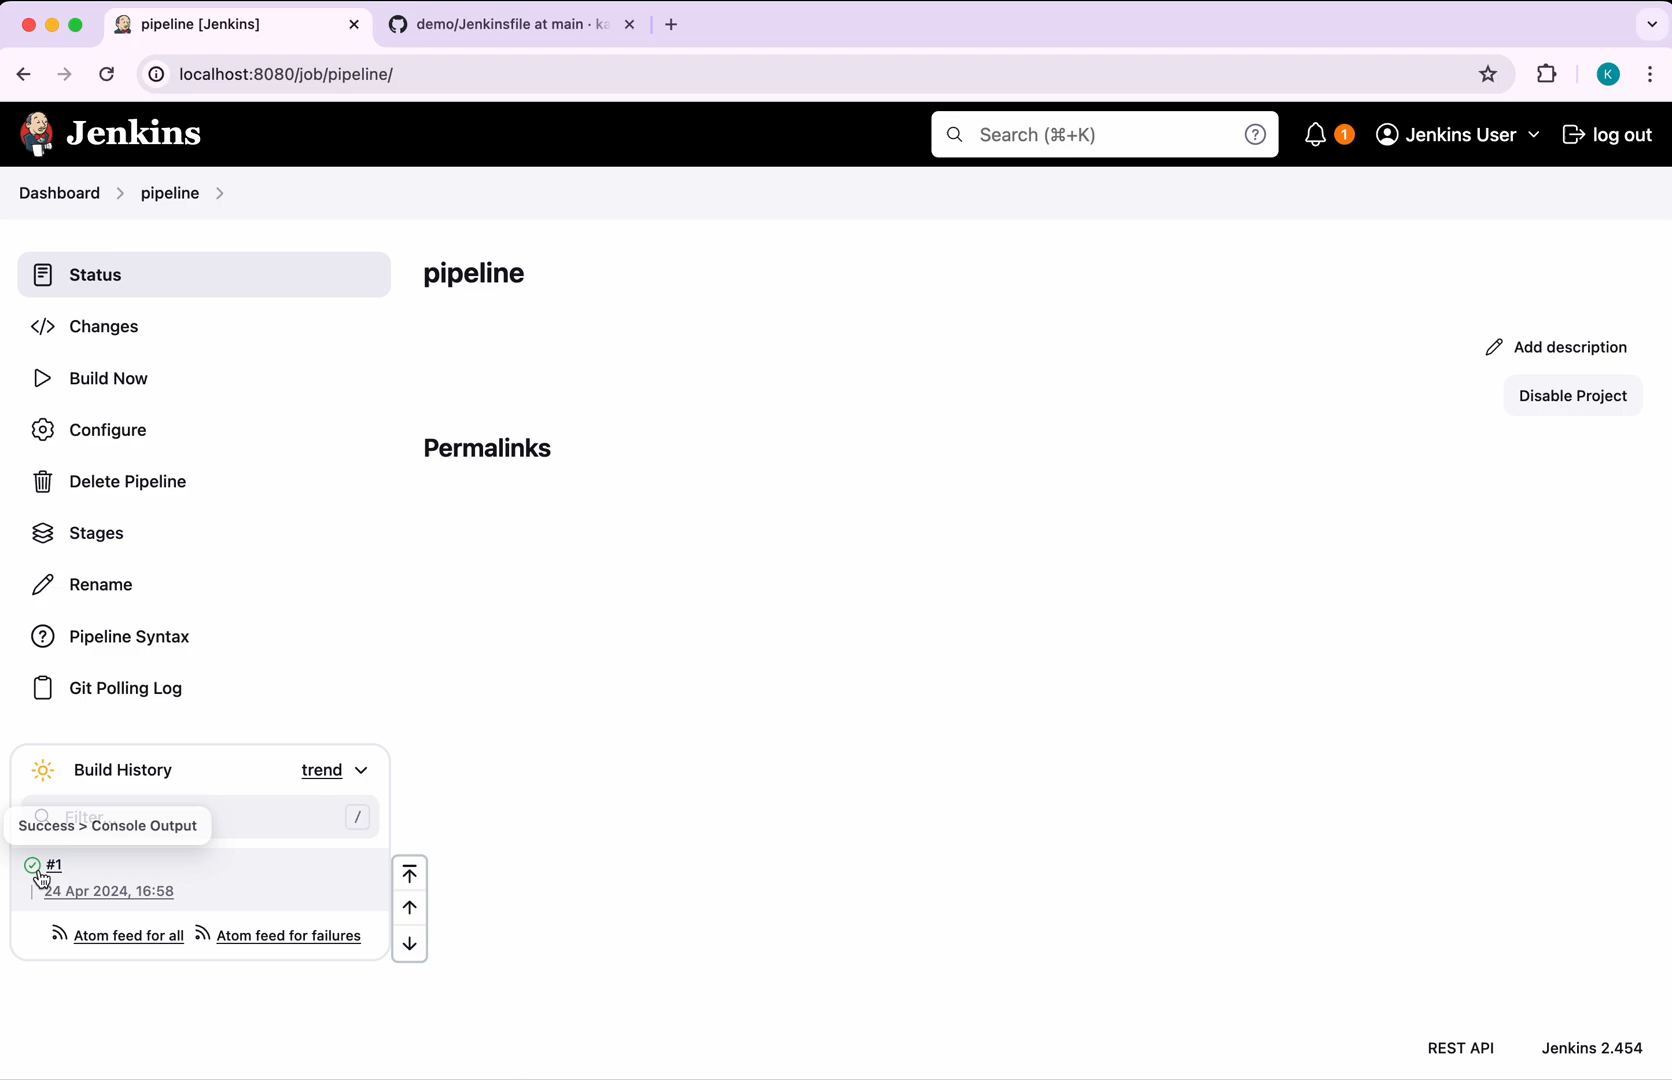 pipeline [Jenkins]
demo/Jenkinsfile at main · ka
localhost:8080/job/pipeline/
K
Jenkins
Search (⌘+K)
1
Jenkins User
log out
Dashboard
pipeline
Status
pipeline
Changes
Add description
Build Now
Disable Project
Configure
Permalinks
Delete Pipeline
Stages
Rename
Pipeline Syntax
Git Polling Log
Build History
trend
Filter...
/
Success > Console Output
#1
24 Apr 2024, 16:58
Atom feed for all
Atom feed for failures
REST API
Jenkins 2.454